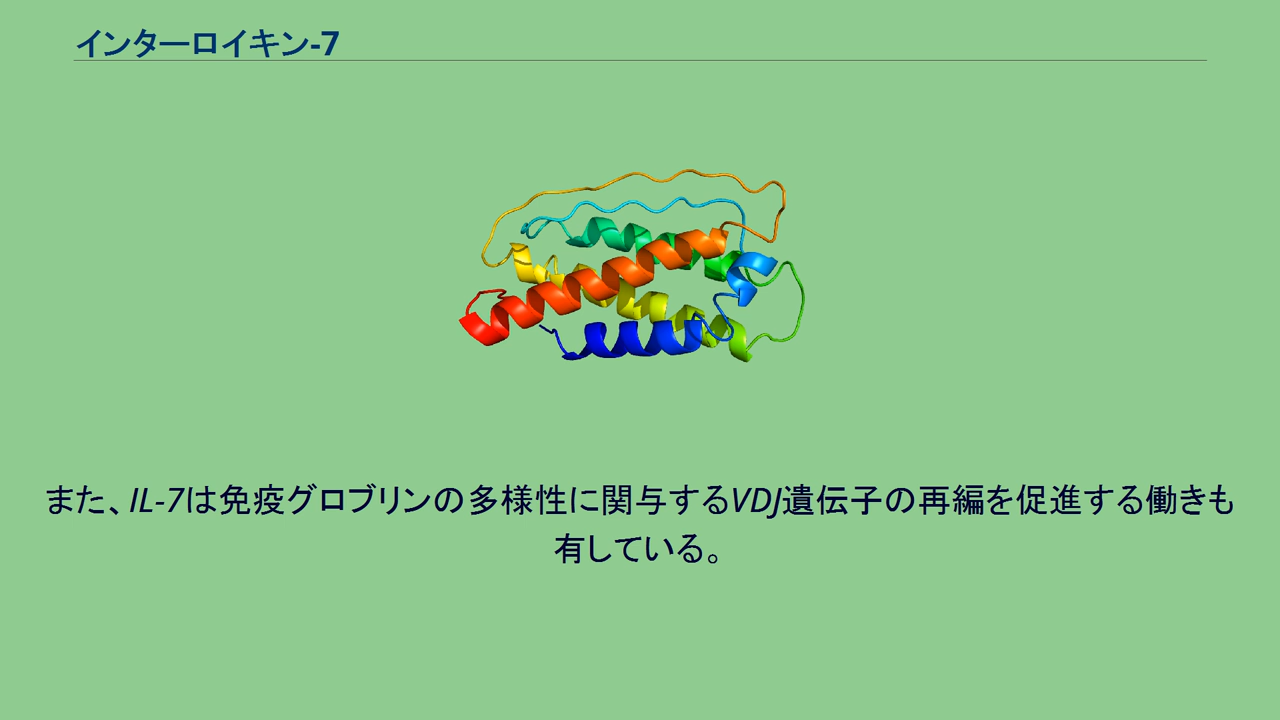 インターロイキン-7
また、IL-7は免疫グロブリンの多様性に関与するVDJ遺伝子の再編を促進する働きも
有している。